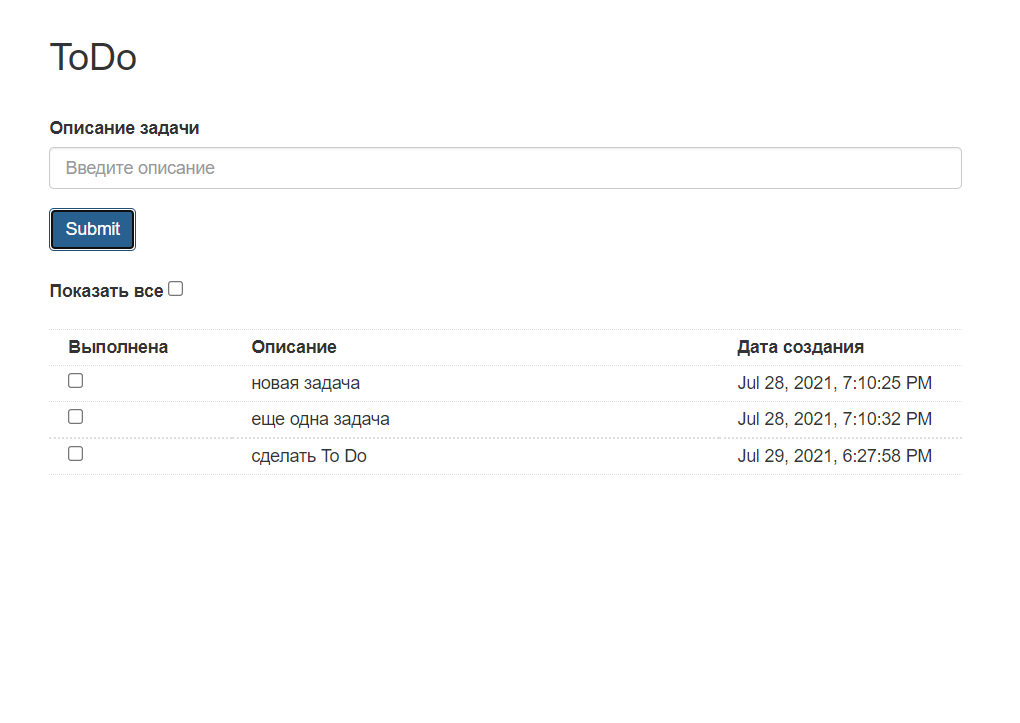 ToDo
Описание задачи
Введите описание
Submit
Показать все
Выполнена Описание Дата создания
новая задача Jul 28, 2021, 7:10:25 PM
еще одна задача Jul 28, 2021, 7:10:32 PM
сделать To Do Jul 29, 2021, 6:27:58 PM